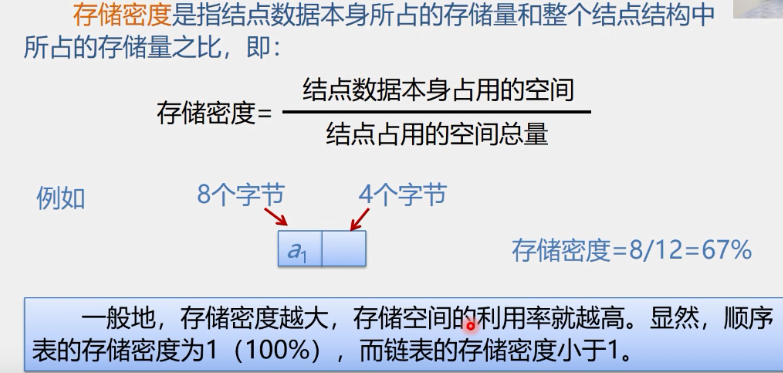 存储密度是指结点数据本身所占的存储量和整个结点结构中
所占的存储量之比，即：
结点数据本身占用的空间
存储密度=
结点占用的空间总量
例如
8个字节 4个字节
a₁
存储密度=8/12=67%
一般地，存储密度越大，存储空间的利用率就越高。显然，顺序
表的存储密度为1（100%），而链表的存储密度小于1。